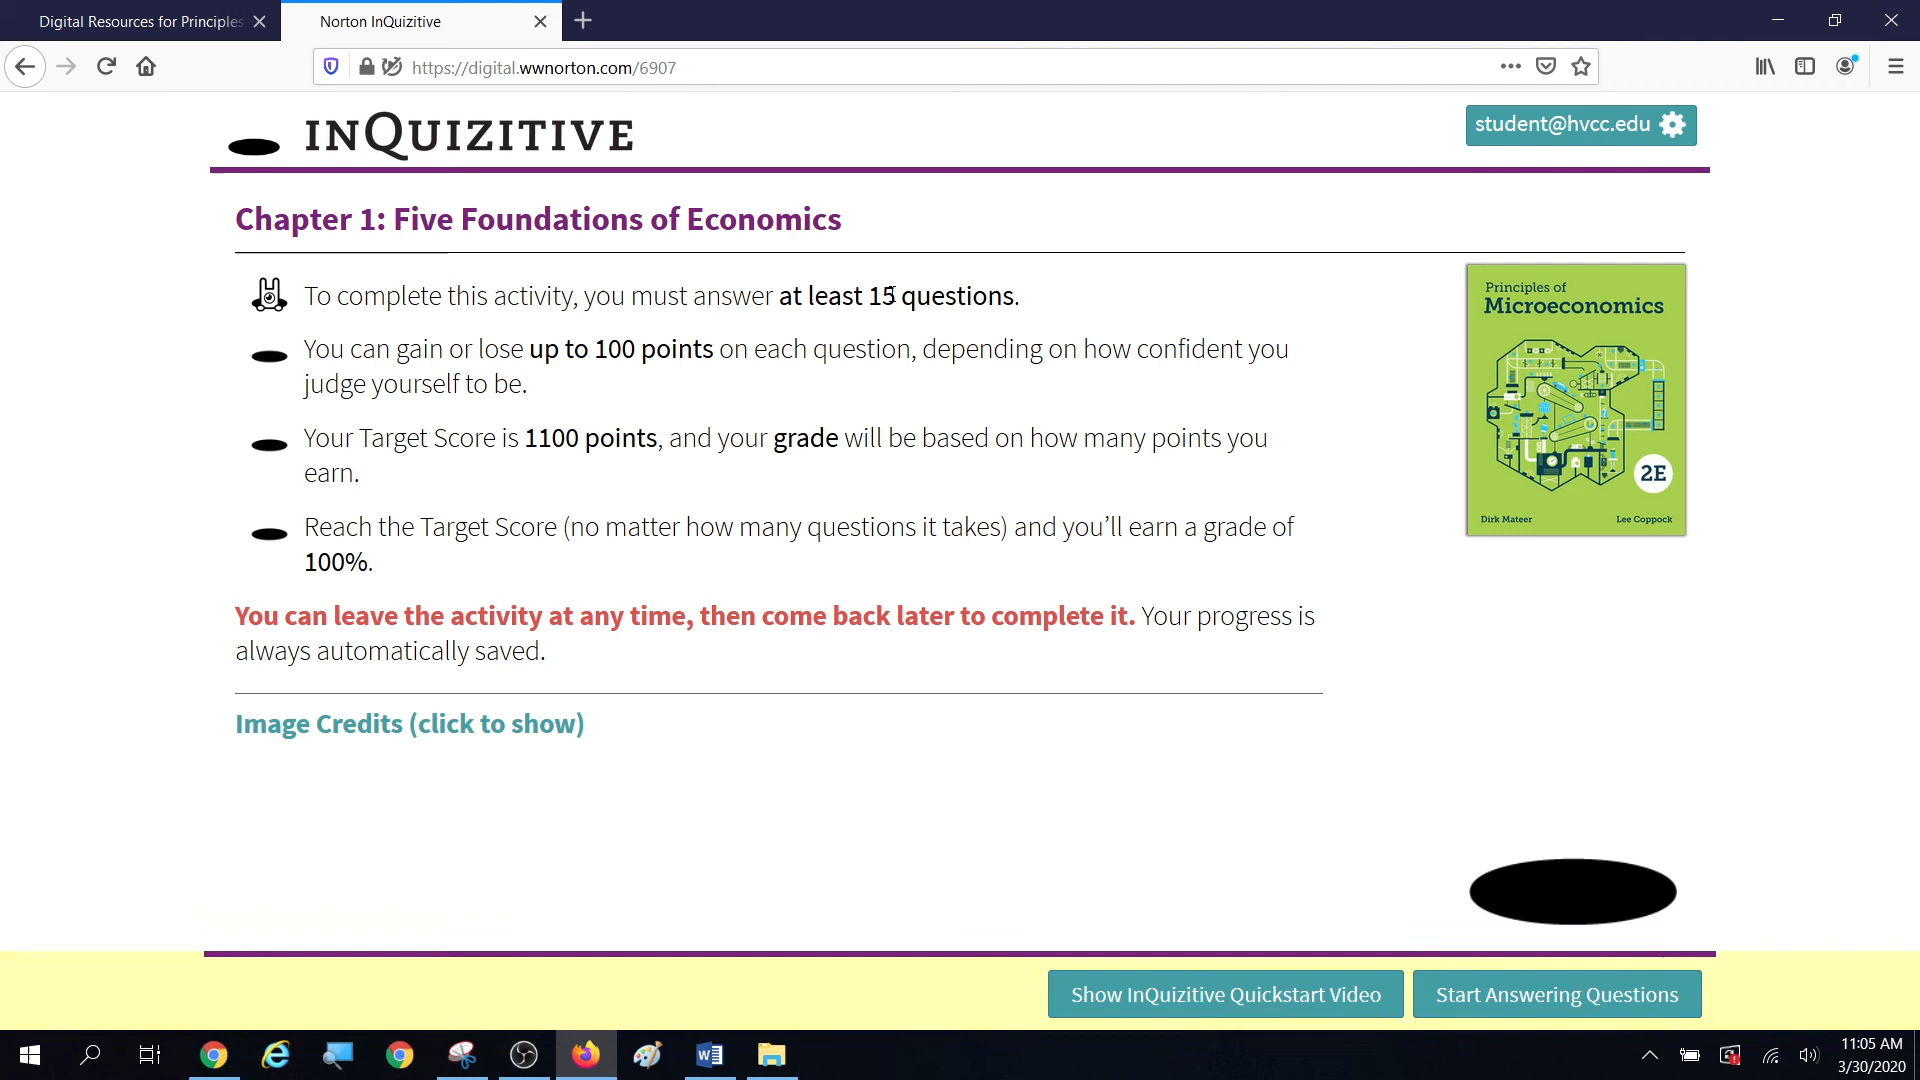 Digital Resources for Principles
Norton InQuizitive
https://digital.wwnorton.com/6907
INQUIZITIVE
student@hvcc.edu
Chapter 1: Five Foundations of Economics
To complete this activity, you must answer at least 15 questions.
You can gain or lose up to 100 points on each question, depending on how confident you
judge yourself to be.
Your Target Score is 1100 points, and your grade will be based on how many points you
earn.
Reach the Target Score (no matter how many questions it takes) and you’ll earn a grade of
100%.
You can leave the activity at any time, then come back later to complete it. Your progress is
always automatically saved.
Image Credits (click to show)
Principles of
Microeconomics
2E
Dirk Mateer Lee Coppock
Show InQuizitive Quickstart Video
Start Answering Questions
11:05 AM
3/30/2020